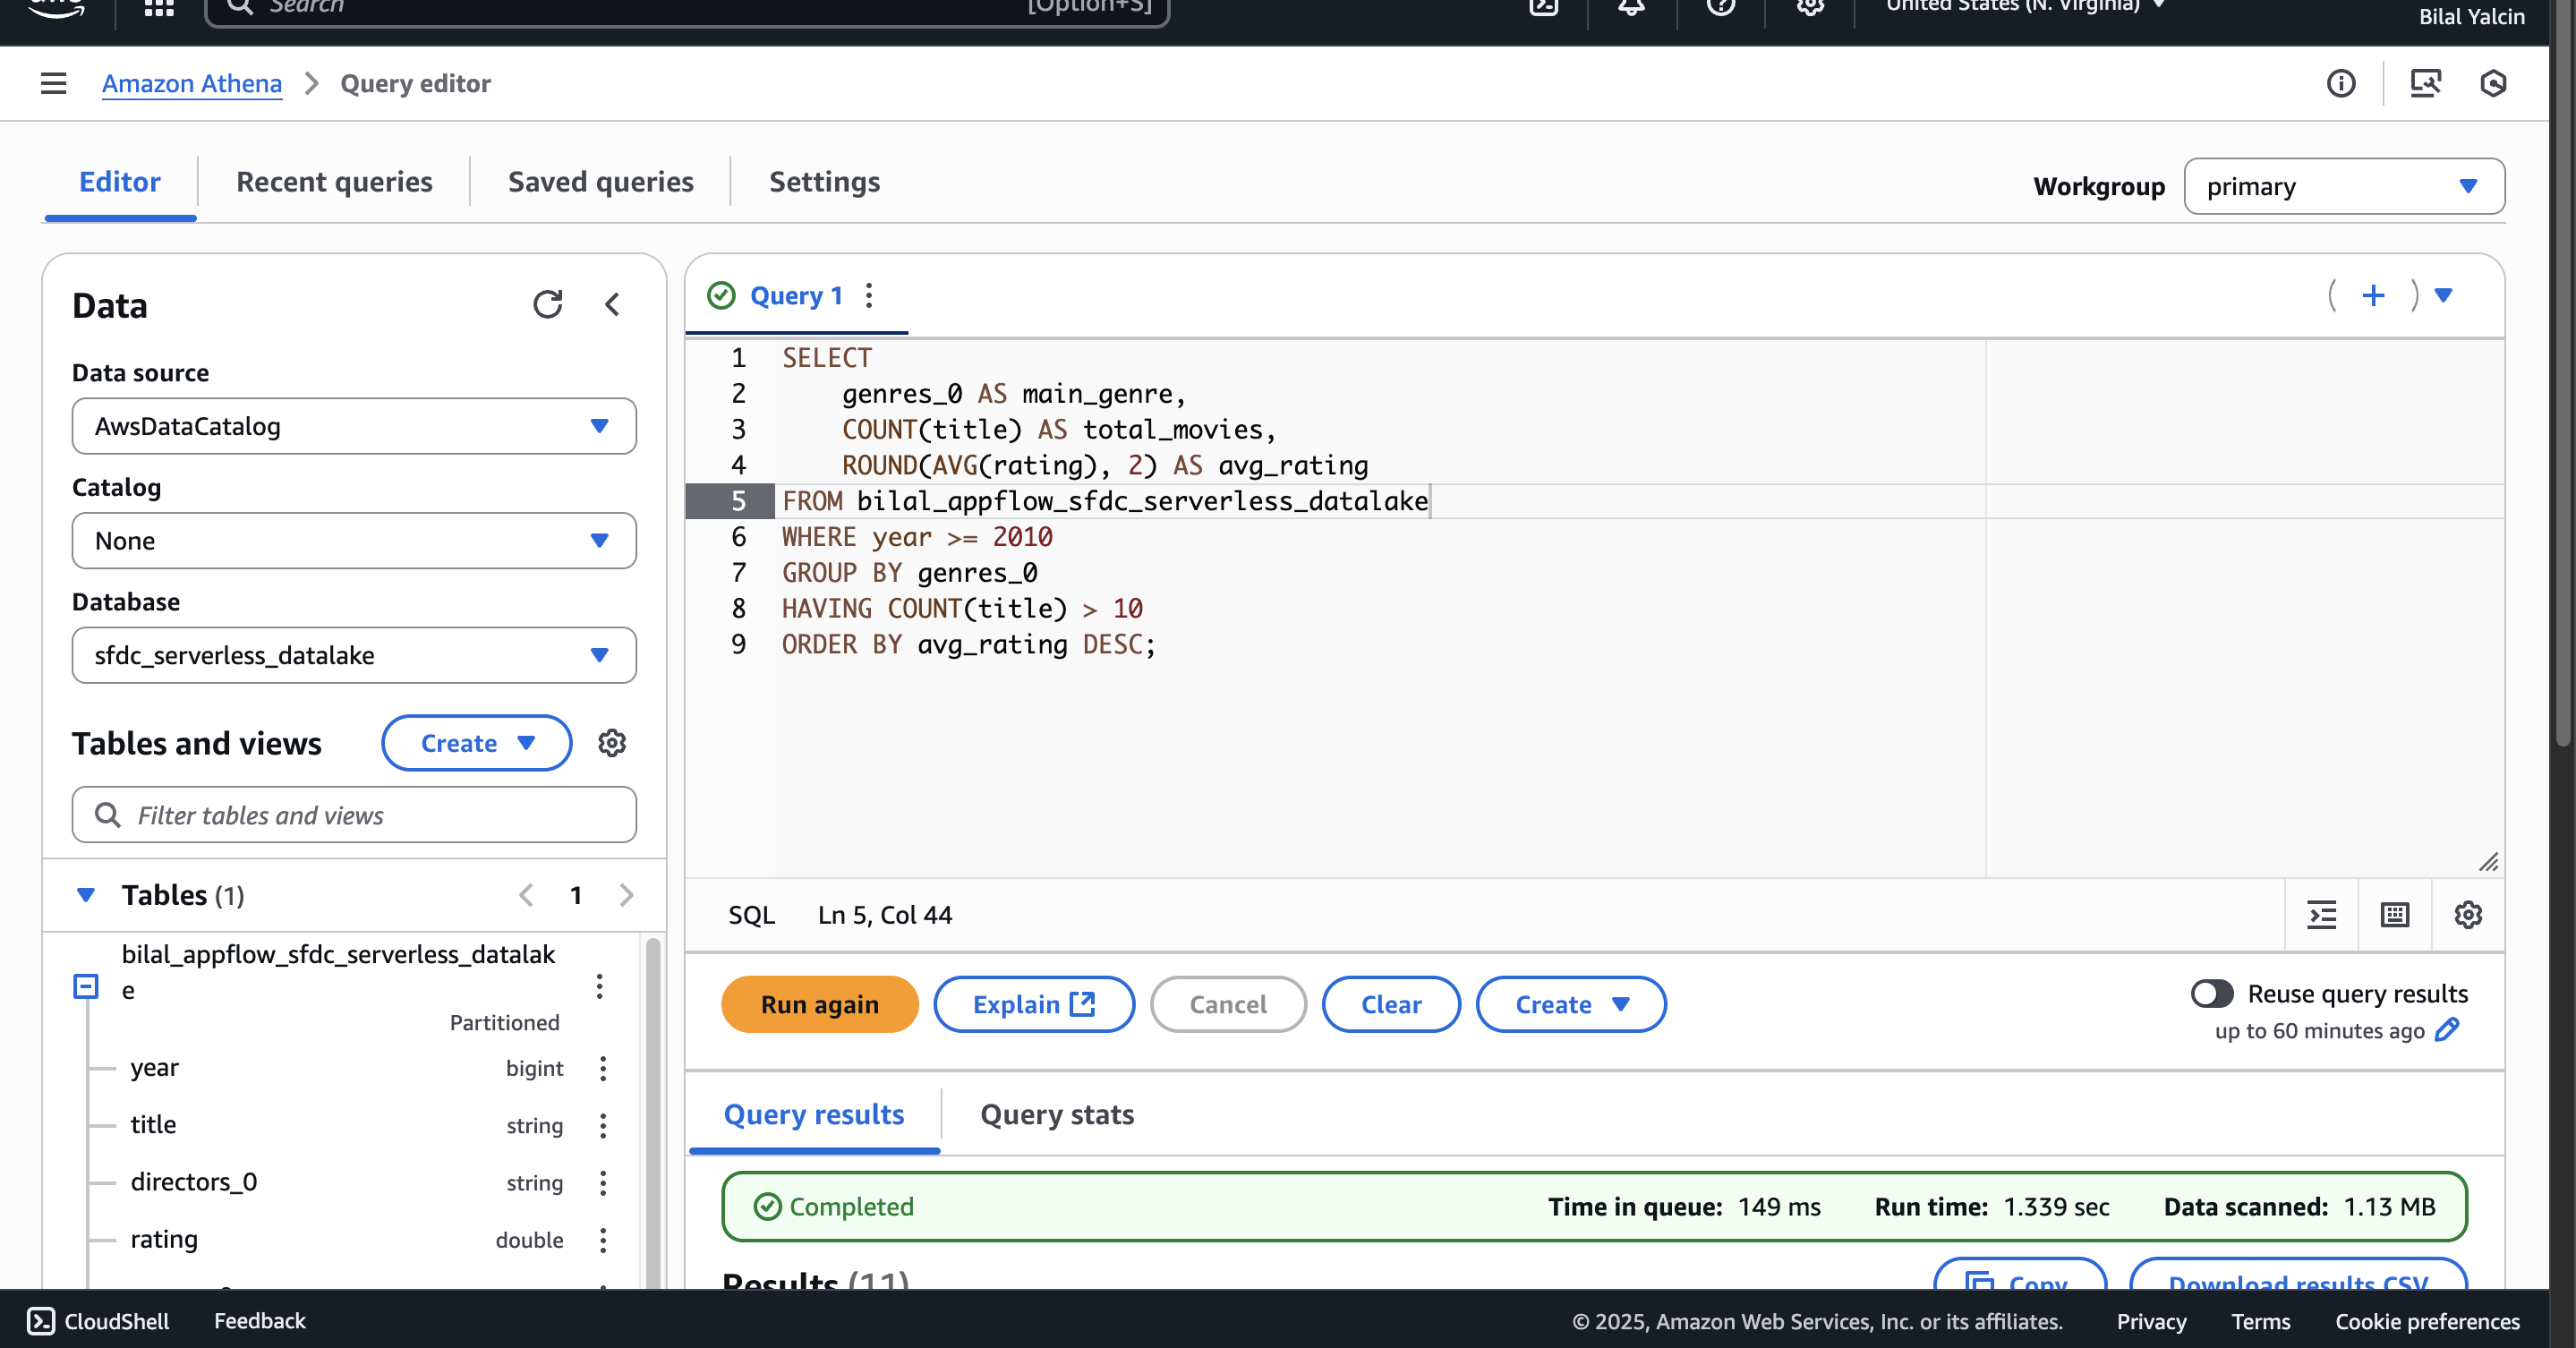 aws
Search
[Option+S]
United States (N. Virginia)
Bilal Yalcin
Amazon Athena
Query editor
Editor
Recent queries
Saved queries
Settings
Workgroup
primary
Data
Data source
AwsDataCatalog
Catalog
None
Database
sfdc_serverless_datalake
Tables and views
Create
Filter tables and views
Tables (1)
1
bilal_appflow_sfdc_serverless_datalak
e
Partitioned
year bigint
title string
directors_0 string
rating double
Query 1
1 SELECT
2 genres_0 AS main_genre,
3 COUNT(title) AS total_movies,
4 ROUND(AVG(rating), 2) AS avg_rating
5 FROM bilal_appflow_sfdc_serverless_datalake
6 WHERE year >= 2010
7 GROUP BY genres_0
8 HAVING COUNT(title) > 10
9 ORDER BY avg_rating DESC;
SQL Ln 5, Col 44
Run again
Explain
Cancel
Clear
Create
Reuse query results
up to 60 minutes ago
Query results
Query stats
Completed
Time in queue: 149 ms Run time: 1.339 sec Data scanned: 1.13 MB
Results (11)
Copy
Download results CSV
CloudShell
Feedback
© 2025, Amazon Web Services, Inc. or its affiliates.
Privacy
Terms
Cookie preferences